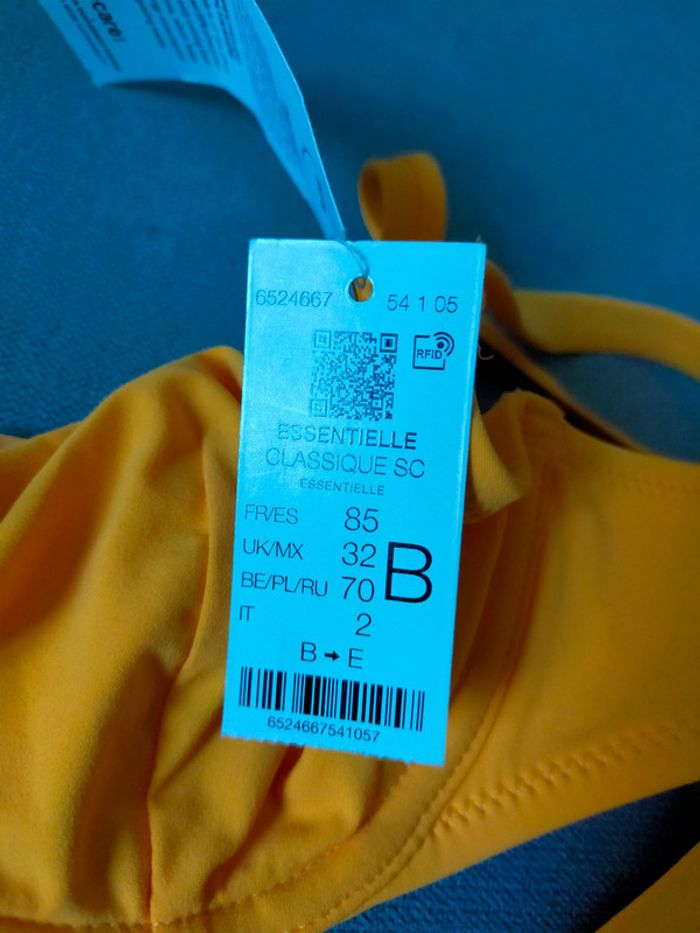 care!
6524667 54 1 05
RFID
ESSENTIELLE
CLASSIQUE SC
ESSENTIELLE
FR/ES 85
UK/MX 32
BE/PL/RU 70
B
IT 2
B → E
6524667541057